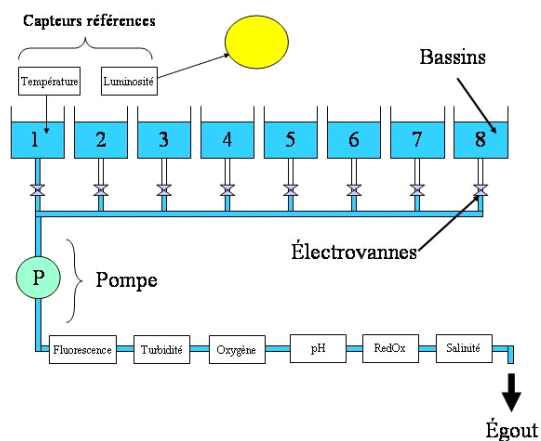 Capteurs références
Température
Luminosité
Bassins
1 2 3 4 5 6 7 8
Électrovannes
P
Pompe
Fluorescence
Turbidité
Oxygène
pH
RedOx
Salinité
Égout